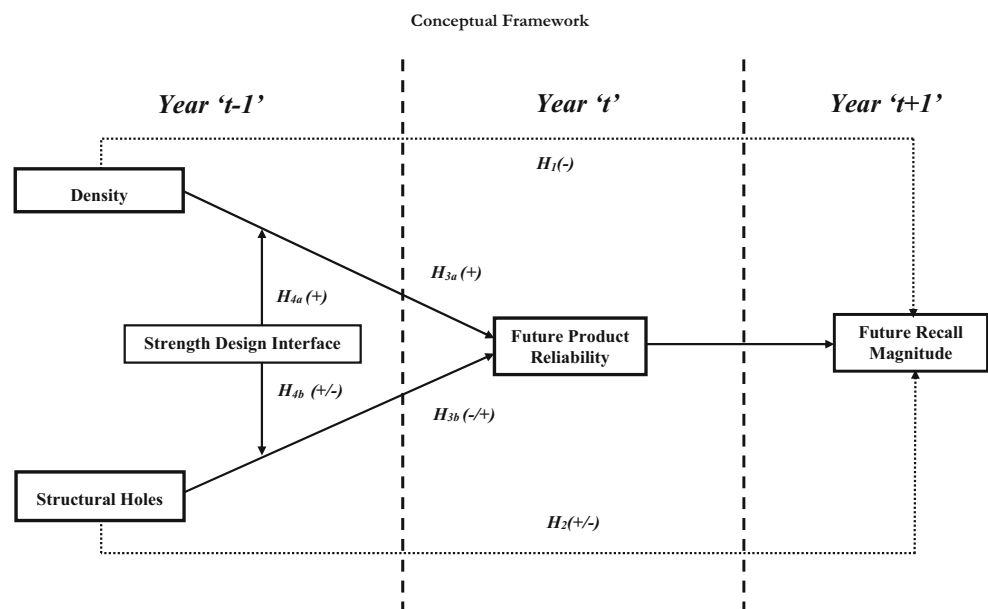 Conceptual Framework
Year ‘t-1’
Year ‘t’
Year ‘t+1’
H1(-)
Density
H3a (+)
H4a (+)
Strength Design Interface
Future Product
Reliability
Future Recall
Magnitude
H4b (+/-)
H3b (-/+)
Structural Holes
H2(+/-)